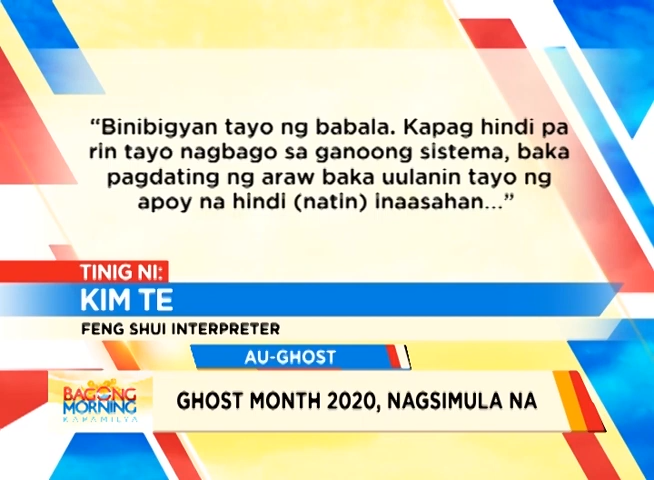 “Binibigyan tayo ng babala. Kapag hindi pa
rin tayo nagbago sa ganoong sistema, baka
pagdating ng araw baka uulanin tayo ng
apoy na hindi (natin) inaasahan...”
TINIG NI:
KIM TE
FENG SHUI INTERPRETER
AU-GHOST
BAGONG
MORNING
KAPAMILYA
GHOST MONTH 2020, NAGSIMULA NA